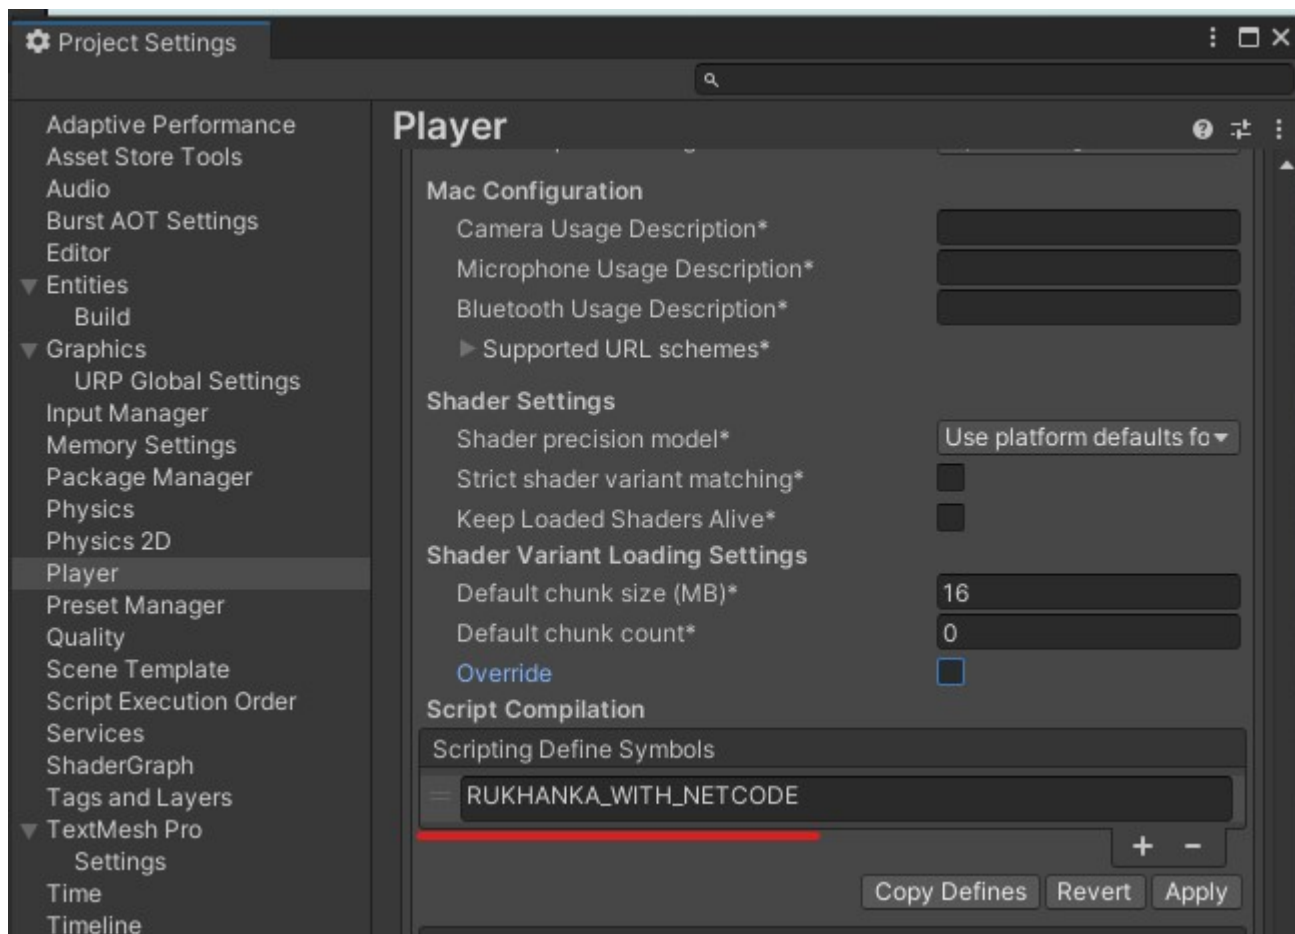 Project Settings
Adaptive Performance
Asset Store Tools
Audio
Burst AOT Settings
Editor
Entities
Build
Graphics
URP Global Settings
Input Manager
Memory Settings
Package Manager
Physics
Physics 2D
Player
Preset Manager
Quality
Scene Template
Script Execution Order
Services
ShaderGraph
Tags and Layers
TextMesh Pro
Settings
Time
Timeline
Player
Mac Configuration
Camera Usage Description*
Microphone Usage Description*
Bluetooth Usage Description*
Supported URL schemes*
Shader Settings
Shader precision model* Use platform defaults fo
Strict shader variant matching*
Keep Loaded Shaders Alive*
Shader Variant Loading Settings
Default chunk size (MB)* 16
Default chunk count* 0
Override
Script Compilation
Scripting Define Symbols
RUKHANKA_WITH_NETCODE
Copy Defines Revert Apply